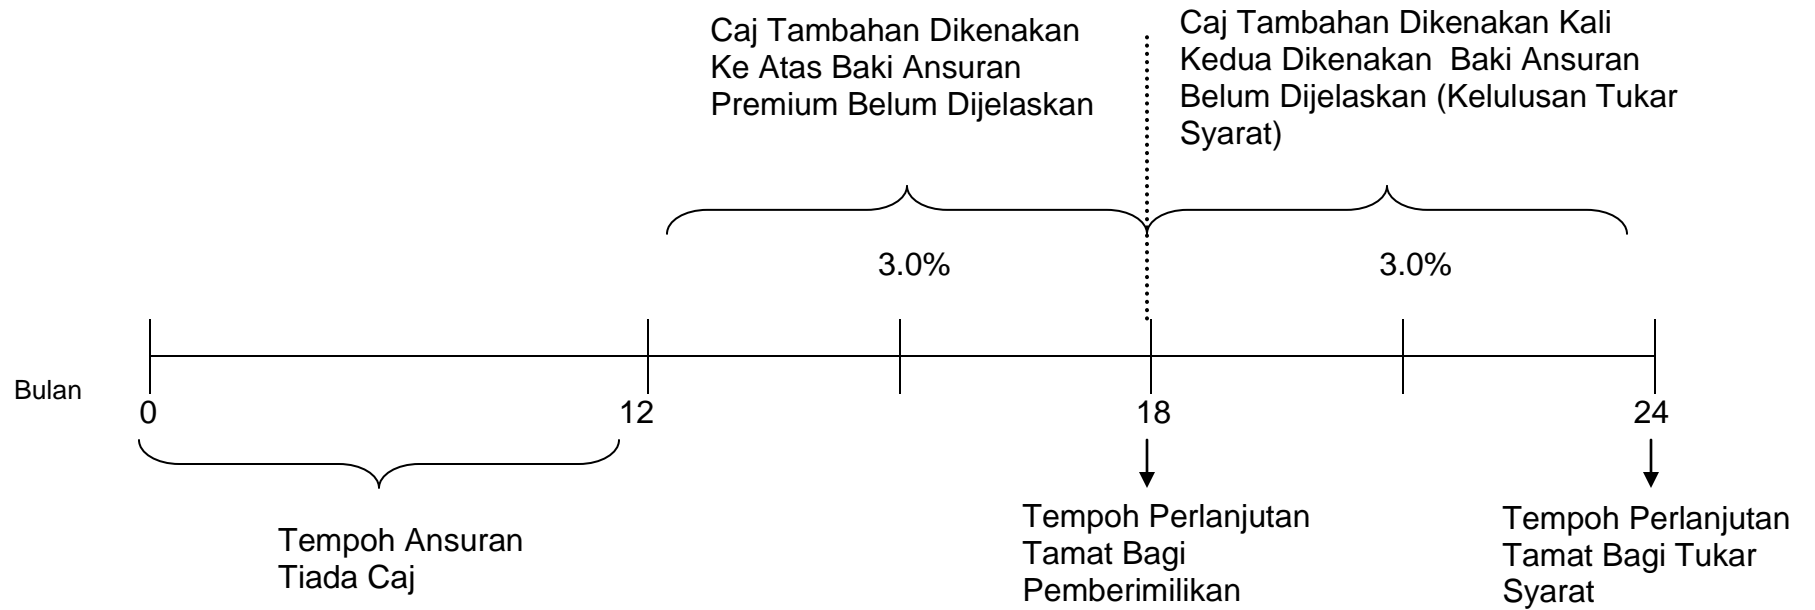 Caj Tambahan Dikenakan
Ke Atas Baki Ansuran
Premium Belum Dijelaskan
Caj Tambahan Dikenakan Kali
Kedua Dikenakan  Baki Ansuran
Belum Dijelaskan (Kelulusan Tukar
Syarat)
3.0%
3.0%
Bulan
0
12
18
24
Tempoh Ansuran
Tiada Caj
Tempoh Perlanjutan
Tamat Bagi
Pemberimilikan
Tempoh Perlanjutan
Tamat Bagi Tukar
Syarat